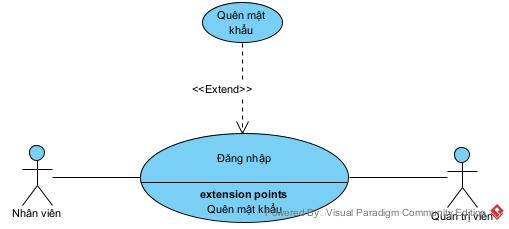 Quên mật
khẩu
<<Extend>>
Đăng nhập
extension points
Quên mật khẩu
Powered By: Visual Paradigm Community Edition
Nhân viên
Quản trị viên